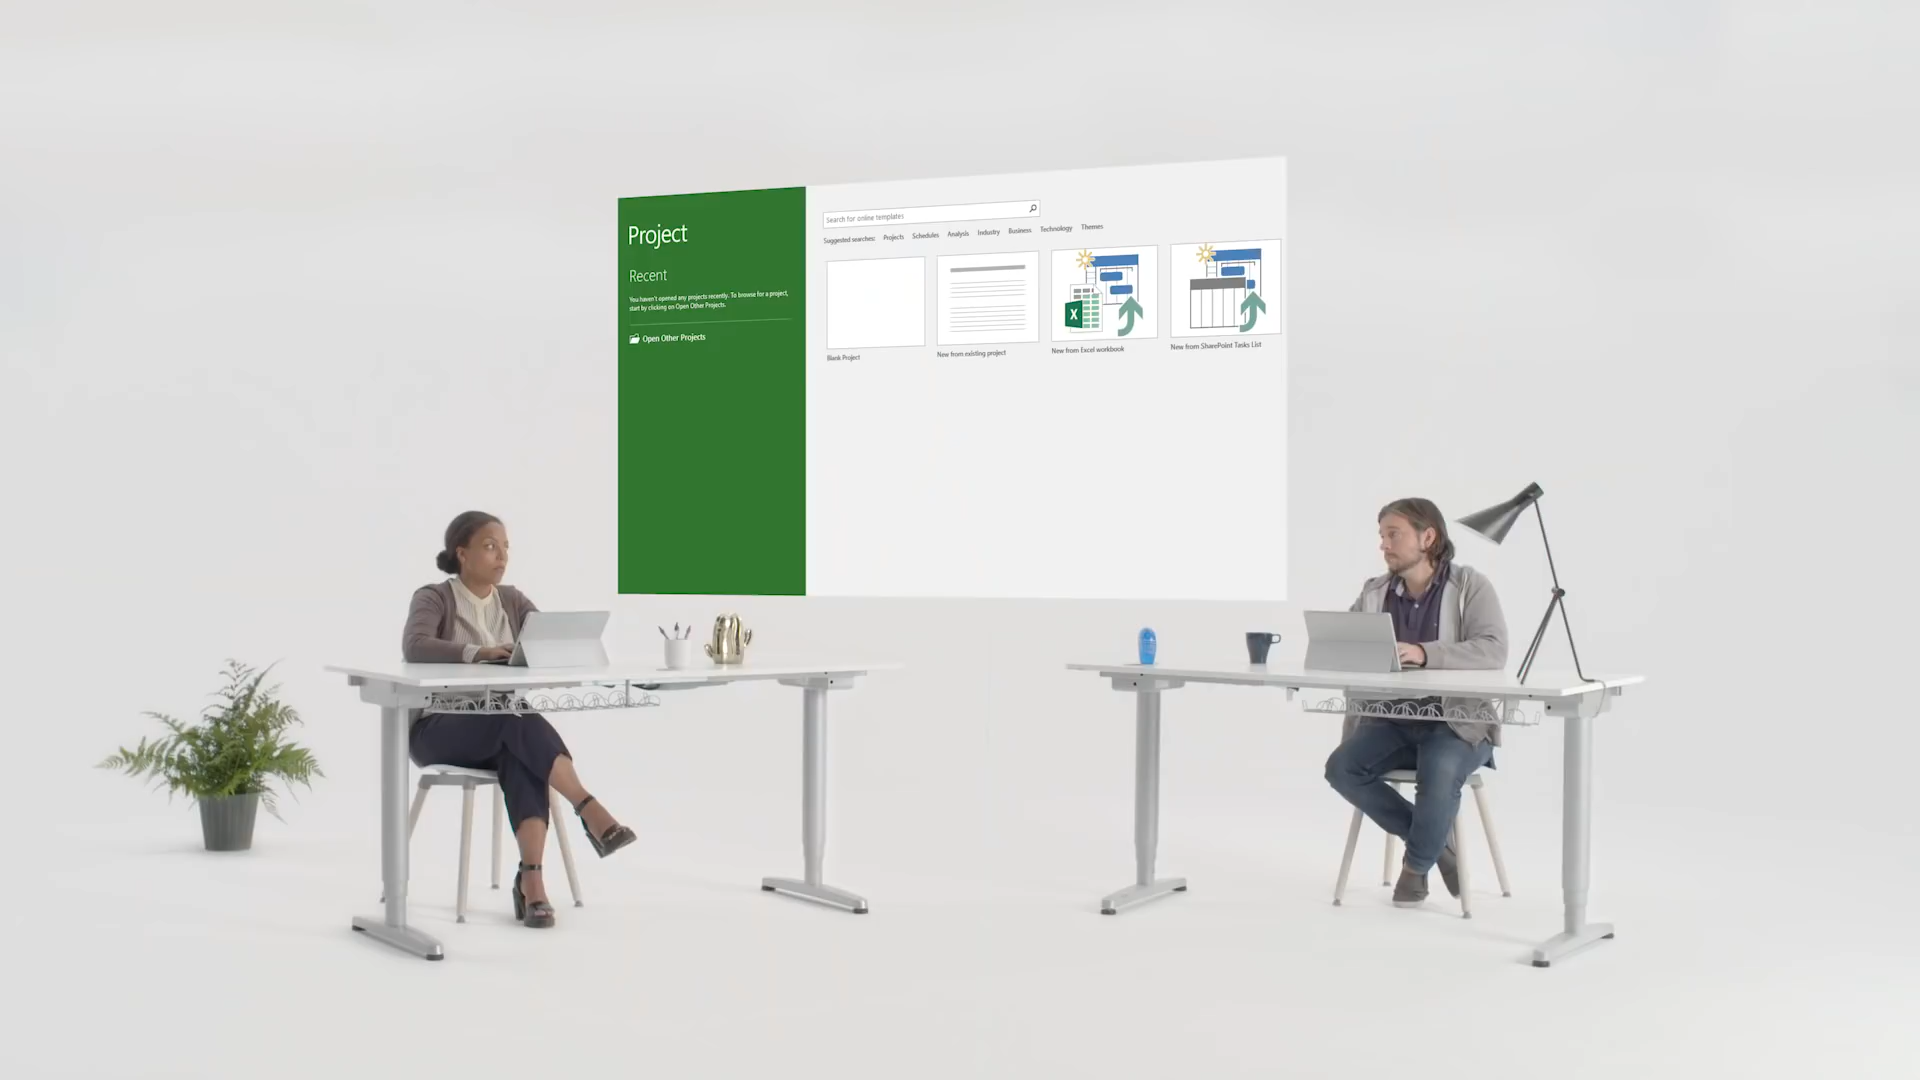 Project
Recent
You haven't opened any projects recently. To browse for a project,
start by clicking on Open Other Projects.
Open Other Projects
Search for online templates
Suggested searches: Projects Schedules Analysis Industry Business Technology Themes
Blank Project
New from existing project
New from Excel workbook
New from SharePoint Tasks List
X